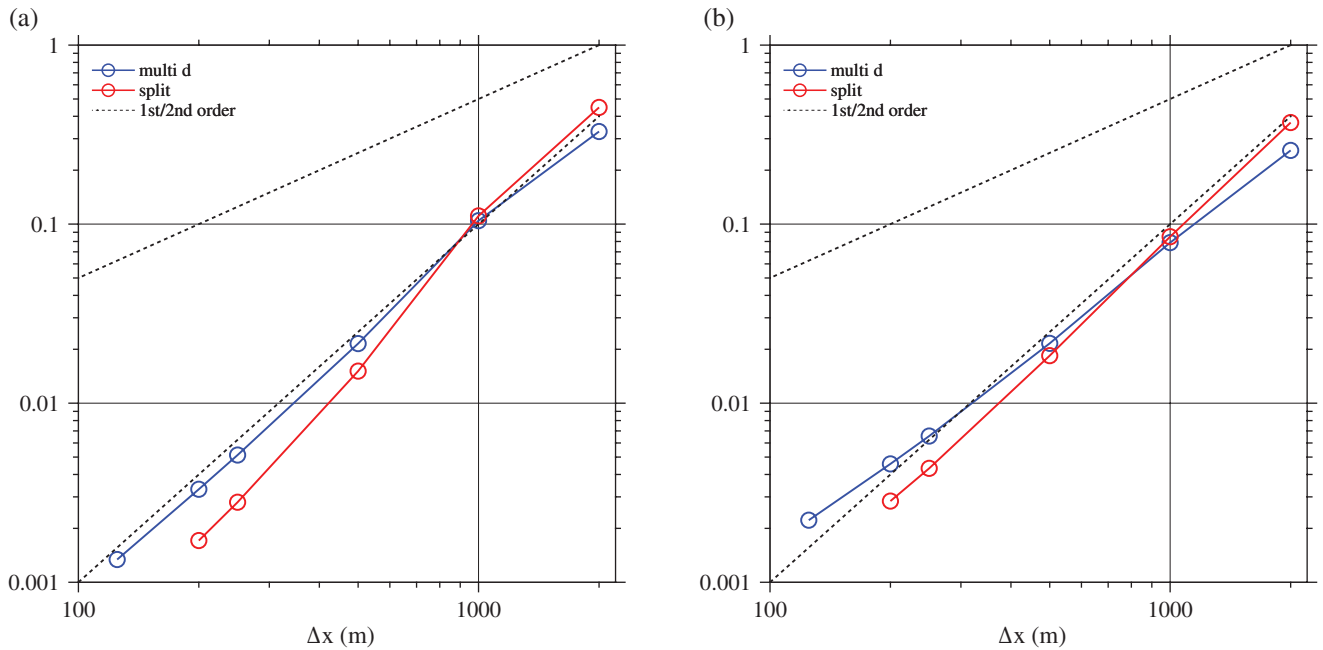 (a)
1
multi d
split
1st/2nd order
0.1
0.01
0.001
100
1000
Δx (m)
(b)
1
multi d
split
1st/2nd order
0.1
0.01
0.001
100
1000
Δx (m)